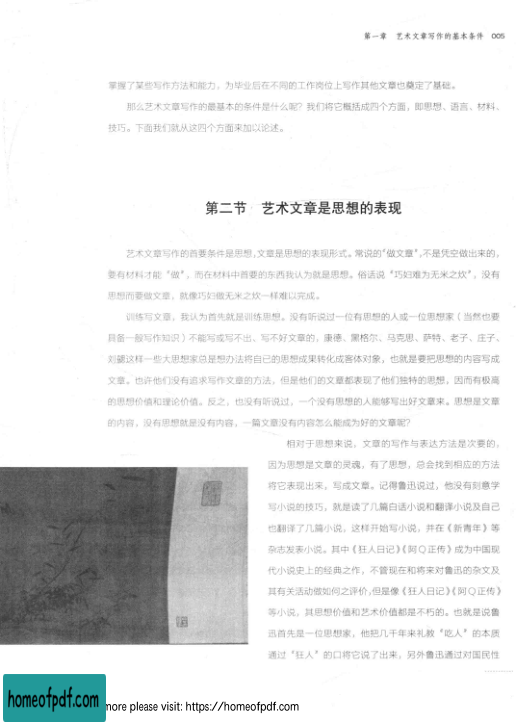 第一章 艺术文章写作的基本条件 005
掌握了某些写作方法和能力，为毕业后在不同的工作岗位上写作其他文章也奠定了基础。
那么艺术文章写作的最基本的条件是什么呢？我们将它概括成四个方面，即思想、语言、材料、
技巧。下面我们就从这四个方面来加以论述。
第二节 艺术文章是思想的表现
艺术文章写作的首要条件是思想，文章是思想的表现形式。常说的“做文章”，不是凭空做出来的，
要有材料才能“做”，而在材料中首要的东西我认为就是思想。俗话说“巧妇难为无米之炊”，没有
思想而要做文章，就像巧妇做无米之炊一样难以完成。
训练写文章，我认为首先就是训练思想。没有听说过一位有思想的人或一位思想家（当然也要
具备一般写作知识）不能写或写不出、写不好文章的，康德、黑格尔、马克思、萨特、老子、庄子、
刘勰这样一些大思想家总是想办法将自己的思想成果转化成客体对象，也就是要把思想的内容写成
文章。也许他们没有追求写作文章的方法，但是他们的文章都表现了他们独特的思想，因而有极高
的思想价值和理论价值。反之，也没有听说过，一个没有思想的人能够写出好文章来。思想是文章
的内容，没有思想就是没有内容，一篇文章没有内容怎么能成为好的文章呢？
相对于思想来说，文章的写作与表达方法是次要的，
因为思想是文章的灵魂，有了思想，总会找到相应的方法
将它表现出来，写成文章。记得鲁迅说过，他没有刻意学
写小说的技巧，就是读了几篇白话小说和翻译小说及自己
也翻译了几篇小说，这样开始写小说，并在《新青年》等
杂志发表小说。其中《狂人日记》《阿Q正传》成为中国现
代小说史上的经典之作，不管现在和将来对鲁迅的杂文及
其有关活动做如何之评价，但是像《狂人日记》《阿Q正传》
等小说，其思想价值和艺术价值都是不朽的。也就是说鲁
迅首先是一位思想家，他把几千年来礼教“吃人”的本质
通过“狂人”的口将它说了出来，另外鲁迅通过对国民性
homeofpdf.com
more please visit: https://homeofpdf.com